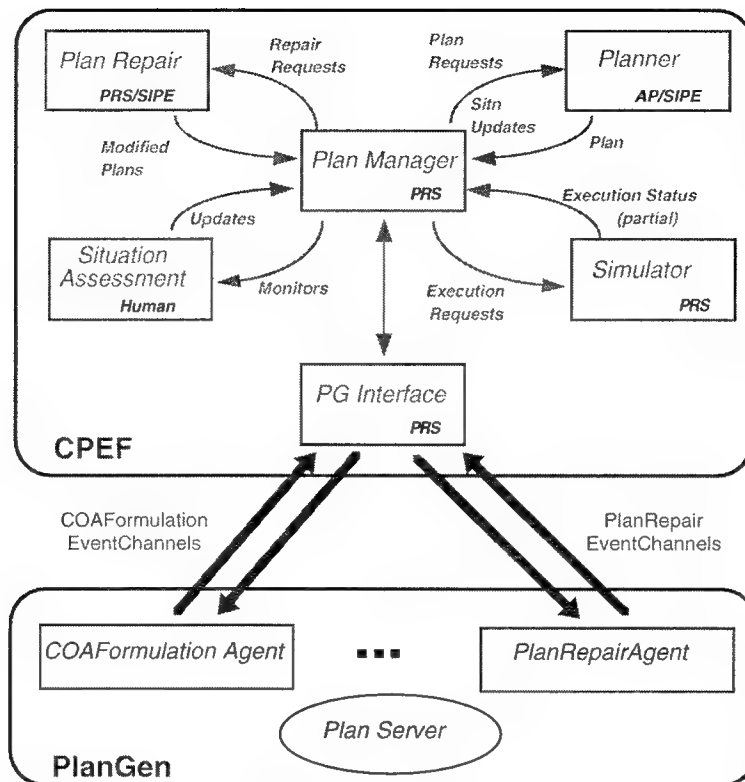 Plan Repair
PRS/SIPE
Repair
Requests
Plan
Requests
Planner
AP/SIPE
Sitn
Updates
Modified
Plans
Plan Manager
PRS
Plan
Updates
Execution Status
(partial)
Situation
Assessment
Human
Monitors
Execution
Requests
Simulator
PRS
PG Interface
PRS
CPEF
COAFormulation
EventChannels
PlanRepair
EventChannels
COAFormulation Agent
PlanRepairAgent
Plan Server
PlanGen